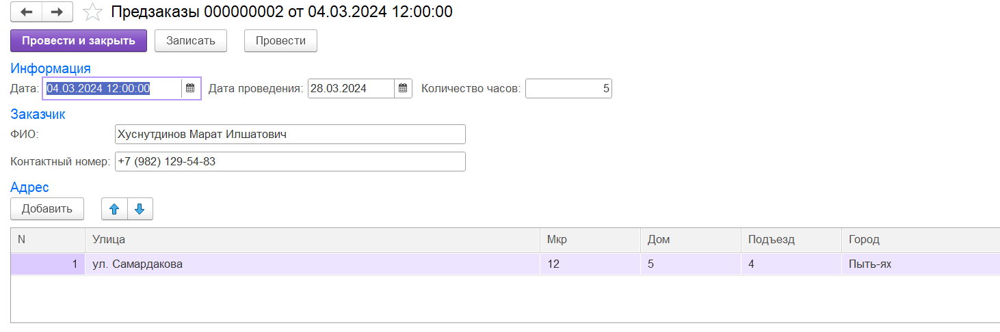 Предзаказы 000000002 от 04.03.2024 12:00:00
Провести и закрыть Записать Провести
Информация
Дата: 04.03.2024 12:00:00 Дата проведения: 28.03.2024 Количество часов: 5
Заказчик
ФИО: Хуснутдинов Марат Илшатович
Контактный номер: +7 (982) 129-54-83
Адрес
Добавить
N Улица Мкр Дом Подъезд Город
1 ул. Самардакова 12 5 4 Пыть-ях